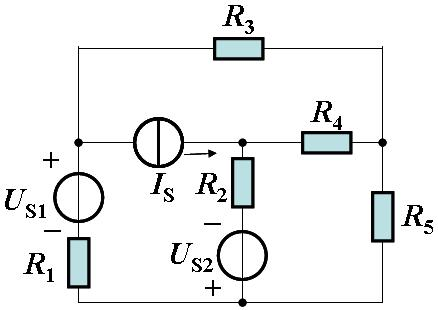 R3
R4
+
IS
R2
US1
−
−
R5
R1
US2
+